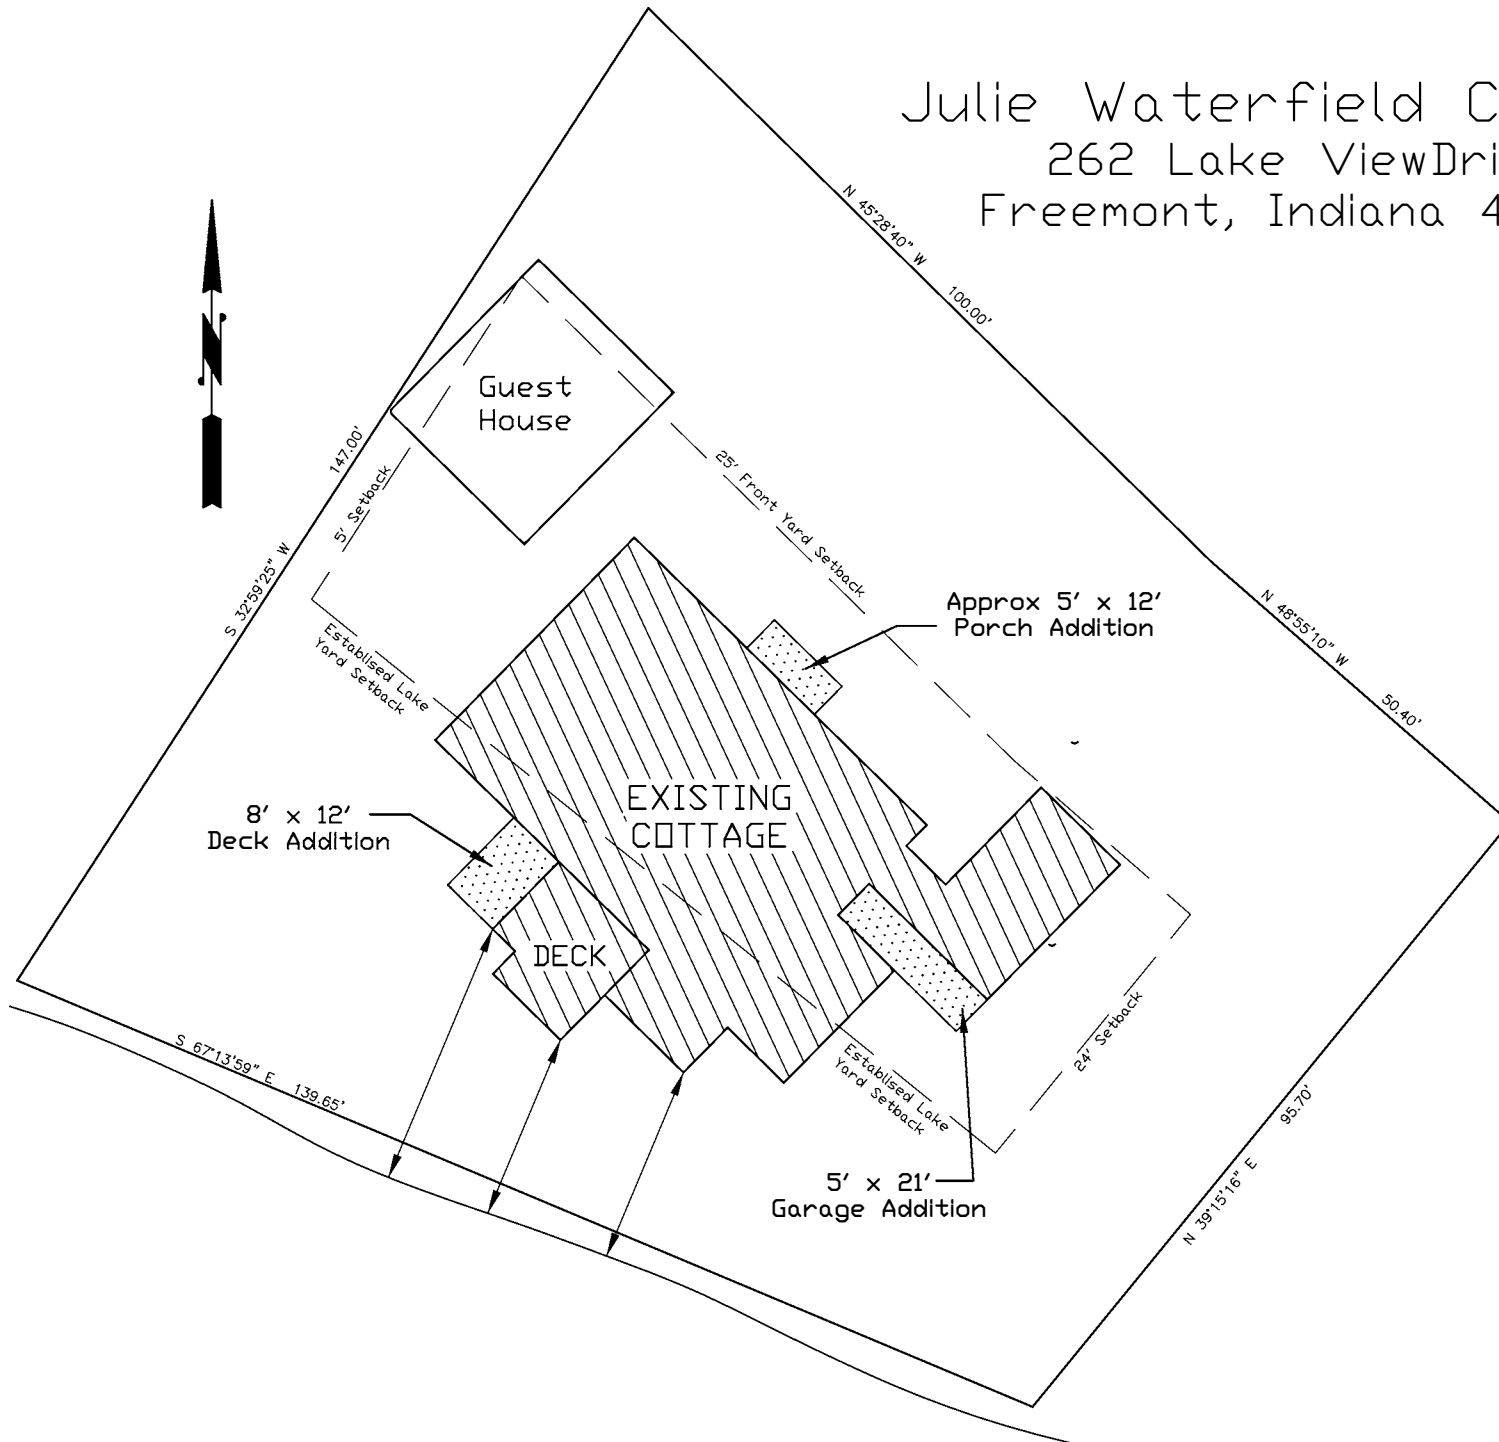 Julie Waterfield C
262 Lake ViewDri
Freemont, Indiana 4
N 45°28'40" W
100.00'
N
Guest
House
147.00'
5' Setback
25' Front Yard Setback
S 32°59'25" W
Approx 5' x 12'
Porch Addition
N 48°55'10" W
50.40'
Establised Lake
Yard Setback
EXISTING
COTTAGE
8' x 12'
Deck Addition
DECK
24' Setback
S 67°13'59" E 139.65'
Establised Lake
Yard Setback
95.70'
N 39°15'16" E
5' x 21'
Garage Addition